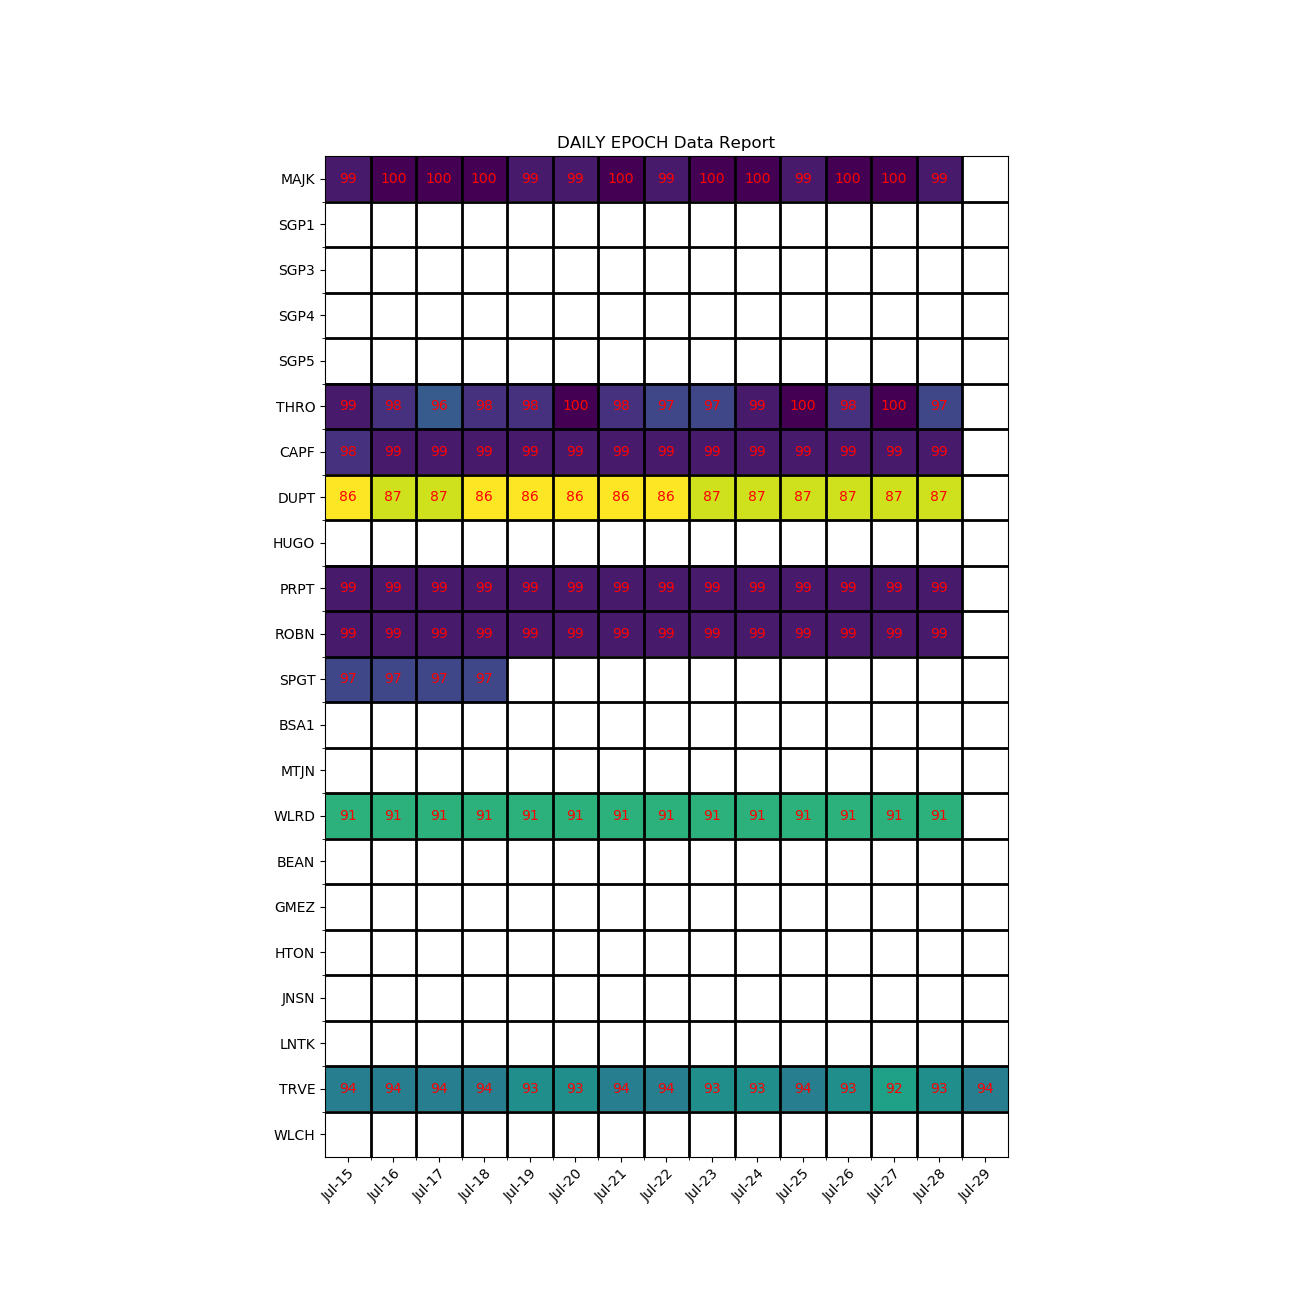 DAILY EPOCH Data Report
MAJK 99 100 100 100 99 99 100 99 100 100 99 100 100 99
SGP1
SGP3
SGP4
SGP5
THRO 99 98 96 98 98 100 98 97 97 99 100 98 100 97
CAPF 98 99 99 99 99 99 99 99 99 99 99 99 99 99
DUPT 86 87 87 86 86 86 86 86 87 87 87 87 87 87
HUGO
PRPT 99 99 99 99 99 99 99 99 99 99 99 99 99 99
ROBN 99 99 99 99 99 99 99 99 99 99 99 99 99 99
SPGT 97 97 97 97
BSA1
MTJN
WLRD 91 91 91 91 91 91 91 91 91 91 91 91 91 91
BEAN
GMEZ
HTON
JNSN
LNTK
TRVE 94 94 94 94 93 93 94 94 93 93 94 93 92 93 94
WLCH
Jul-15 Jul-16 Jul-17 Jul-18 Jul-19 Jul-20 Jul-21 Jul-22 Jul-23 Jul-24 Jul-25 Jul-26 Jul-27 Jul-28 Jul-29